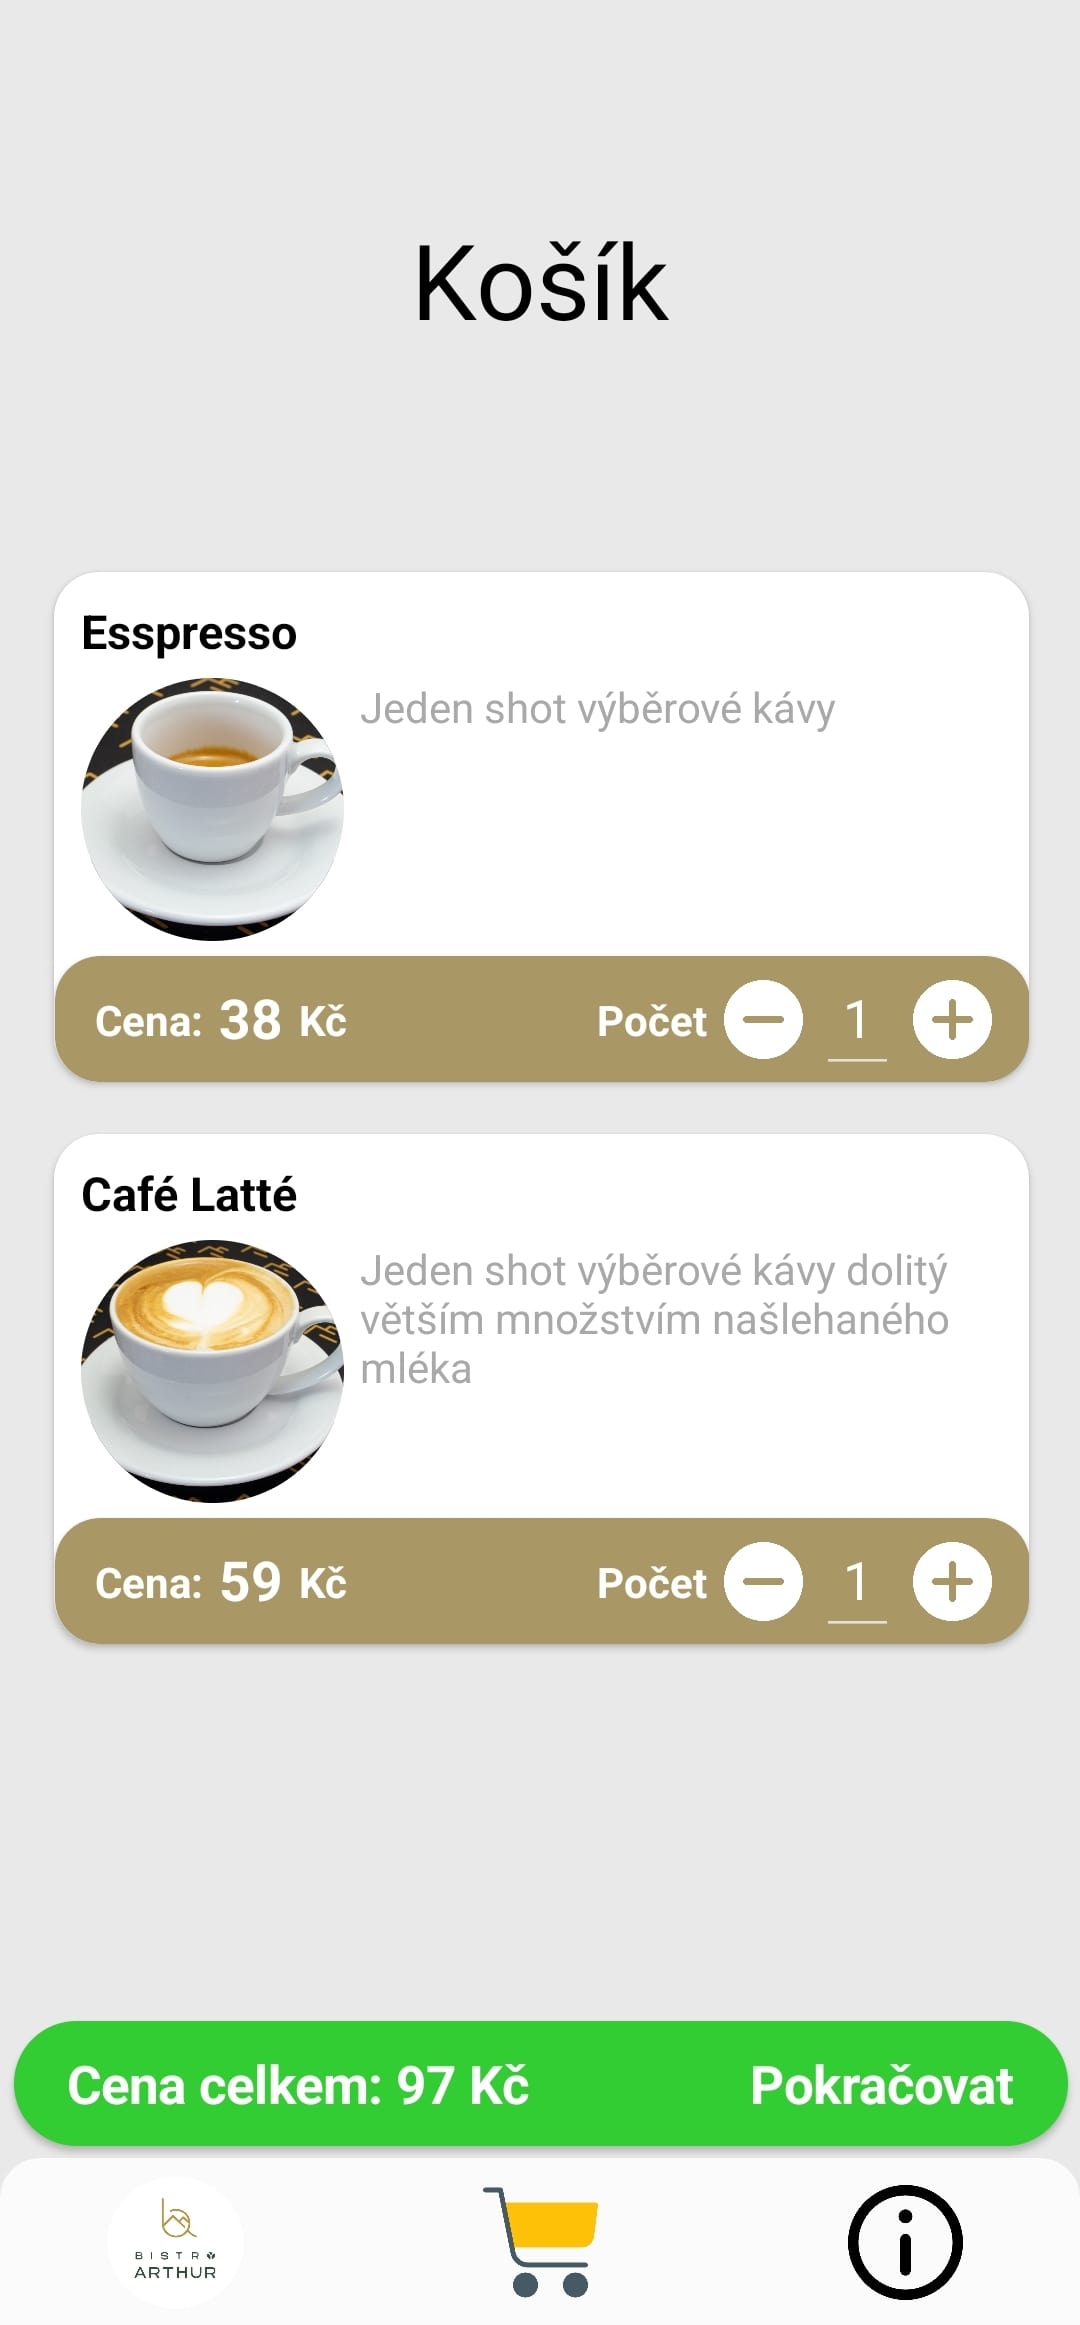 Košík
Esspresso
Jeden shot výběrové kávy
Cena: 38 Kč Počet 1
Café Latté
Jeden shot výběrové kávy dolitý
větším množstvím našlehaného
mléka
Cena: 59 Kč Počet 1
Cena celkem: 97 Kč Pokračovat
BISTRO
ARTHUR